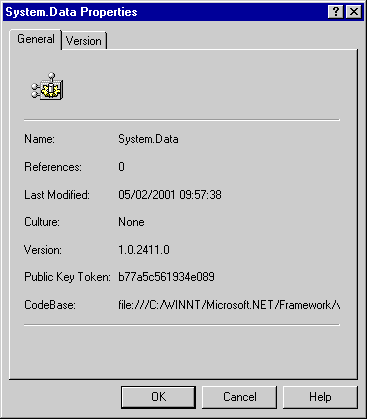 System.Data Properties
General Version
Name: System.Data
References: 0
Last Modified: 05/02/2001 09:57:38
Culture: None
Version: 1.0.2411.0
Public Key Token: b77a5c561934e089
CodeBase: file:///C:/WINNT/Microsoft.NET/Framework/v
OK Cancel Help